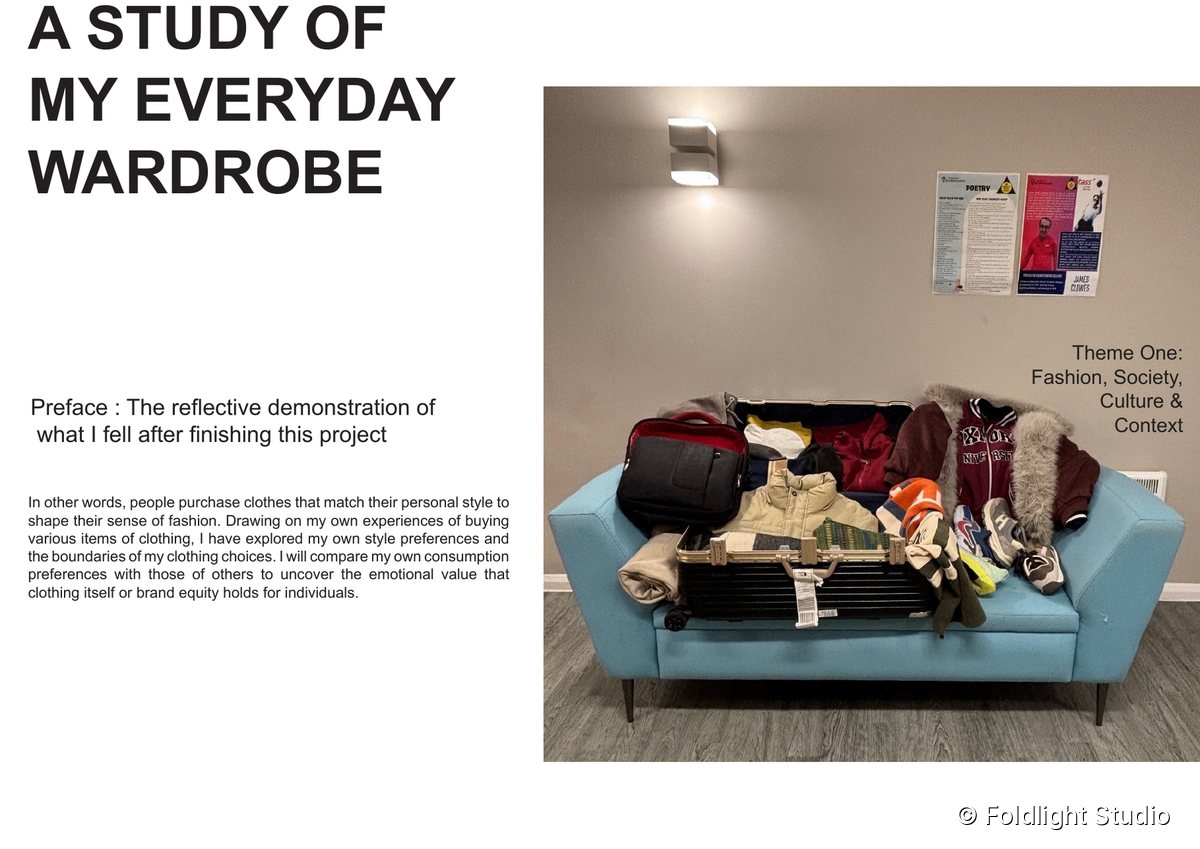 A STUDY OF
MY EVERYDAY
WARDROBE
Preface : The reflective demonstration of
what I fell after finishing this project
In other words, people purchase clothes that match their personal style to
shape their sense of fashion. Drawing on my own experiences of buying
various items of clothing, I have explored my own style preferences and
the boundaries of my clothing choices. I will compare my own consumption
preferences with those of others to uncover the emotional value that
clothing itself or brand equity holds for individuals.
POETRY
JAMES
CLOWES
Theme One:
Fashion, Society,
Culture &
Context
© Foldlight Studio